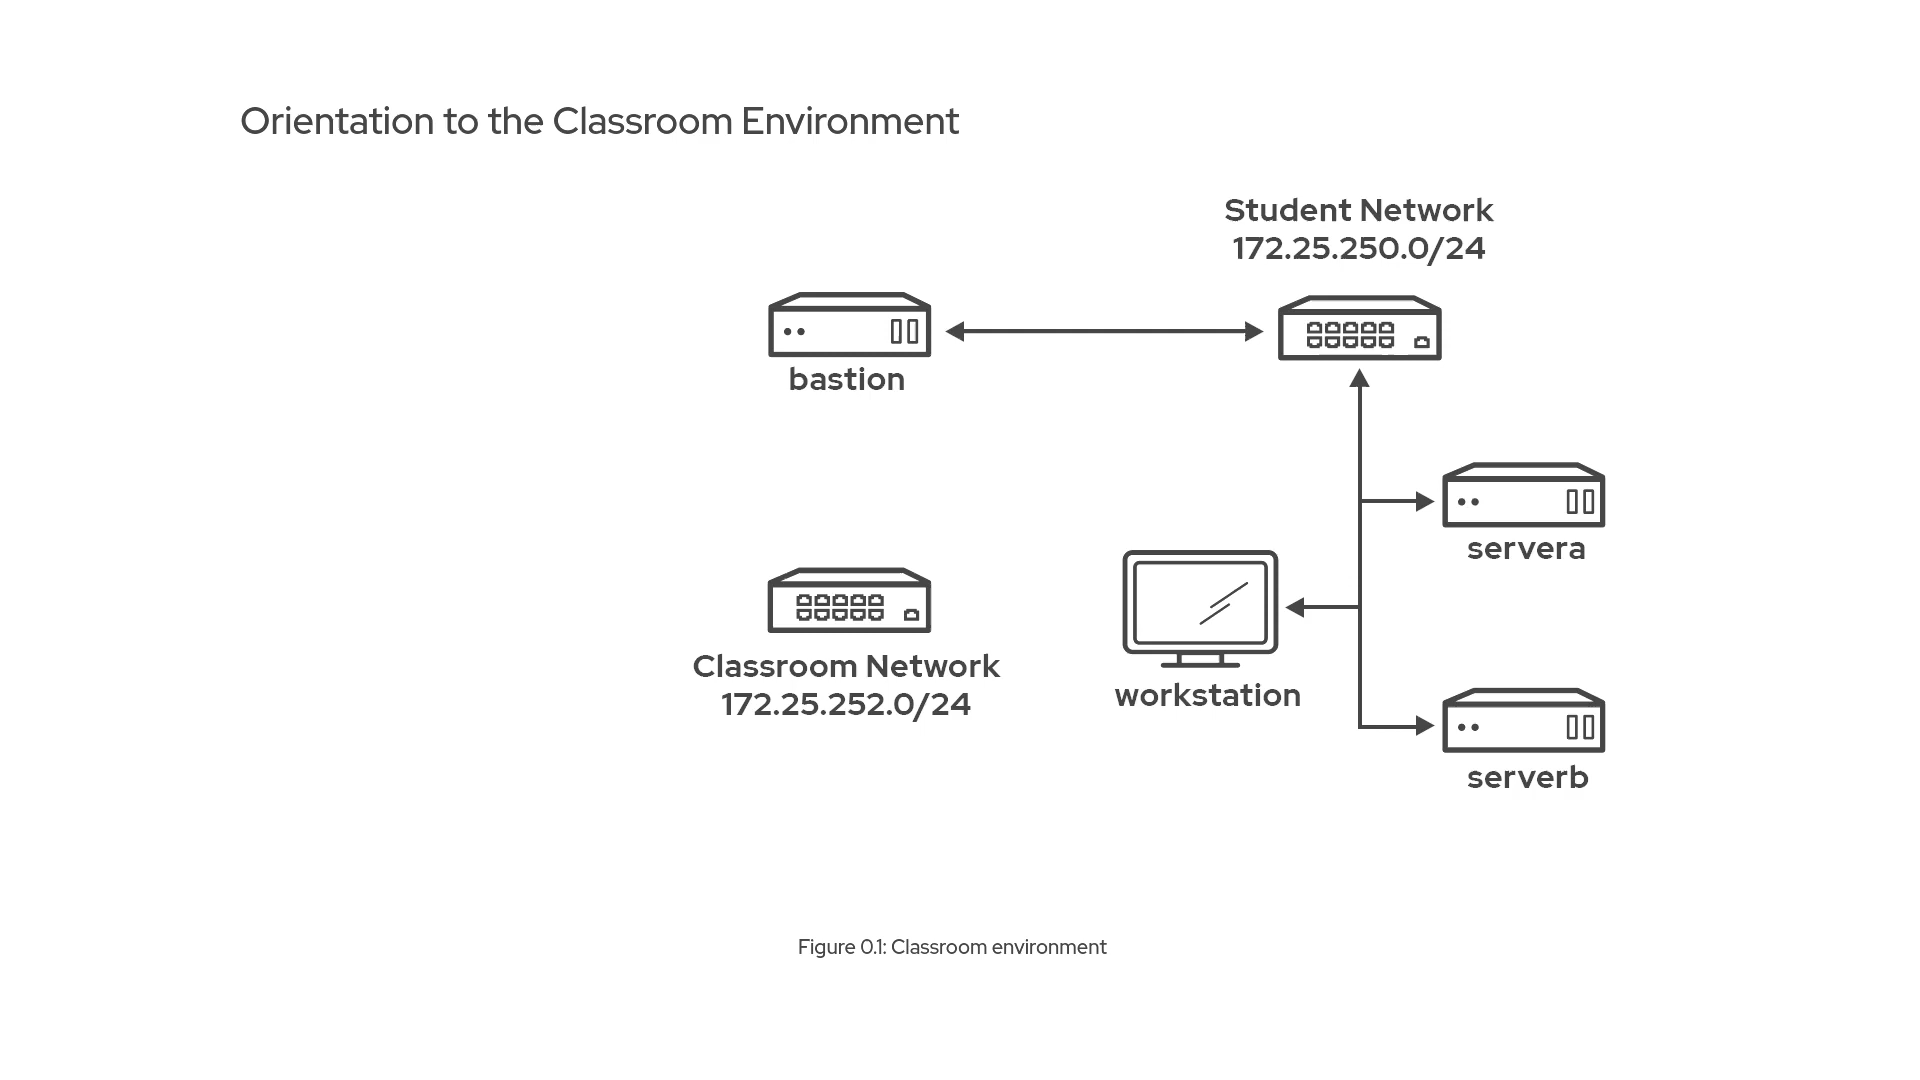 Orientation to the Classroom Environment
Student Network
172.25.250.0/24
bastion
servera
Classroom Network
172.25.252.0/24
workstation
serverb
Figure 0.1: Classroom environment